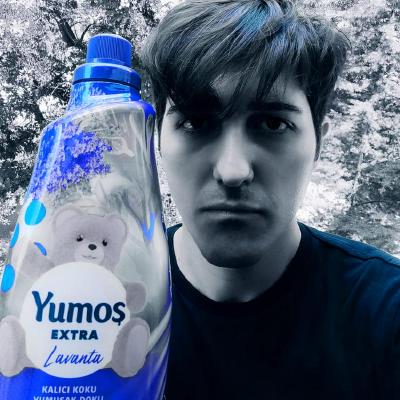 Yumoş
EXTRA
Lavanta
KALICI KOKU
YUMUŞAK DOKU